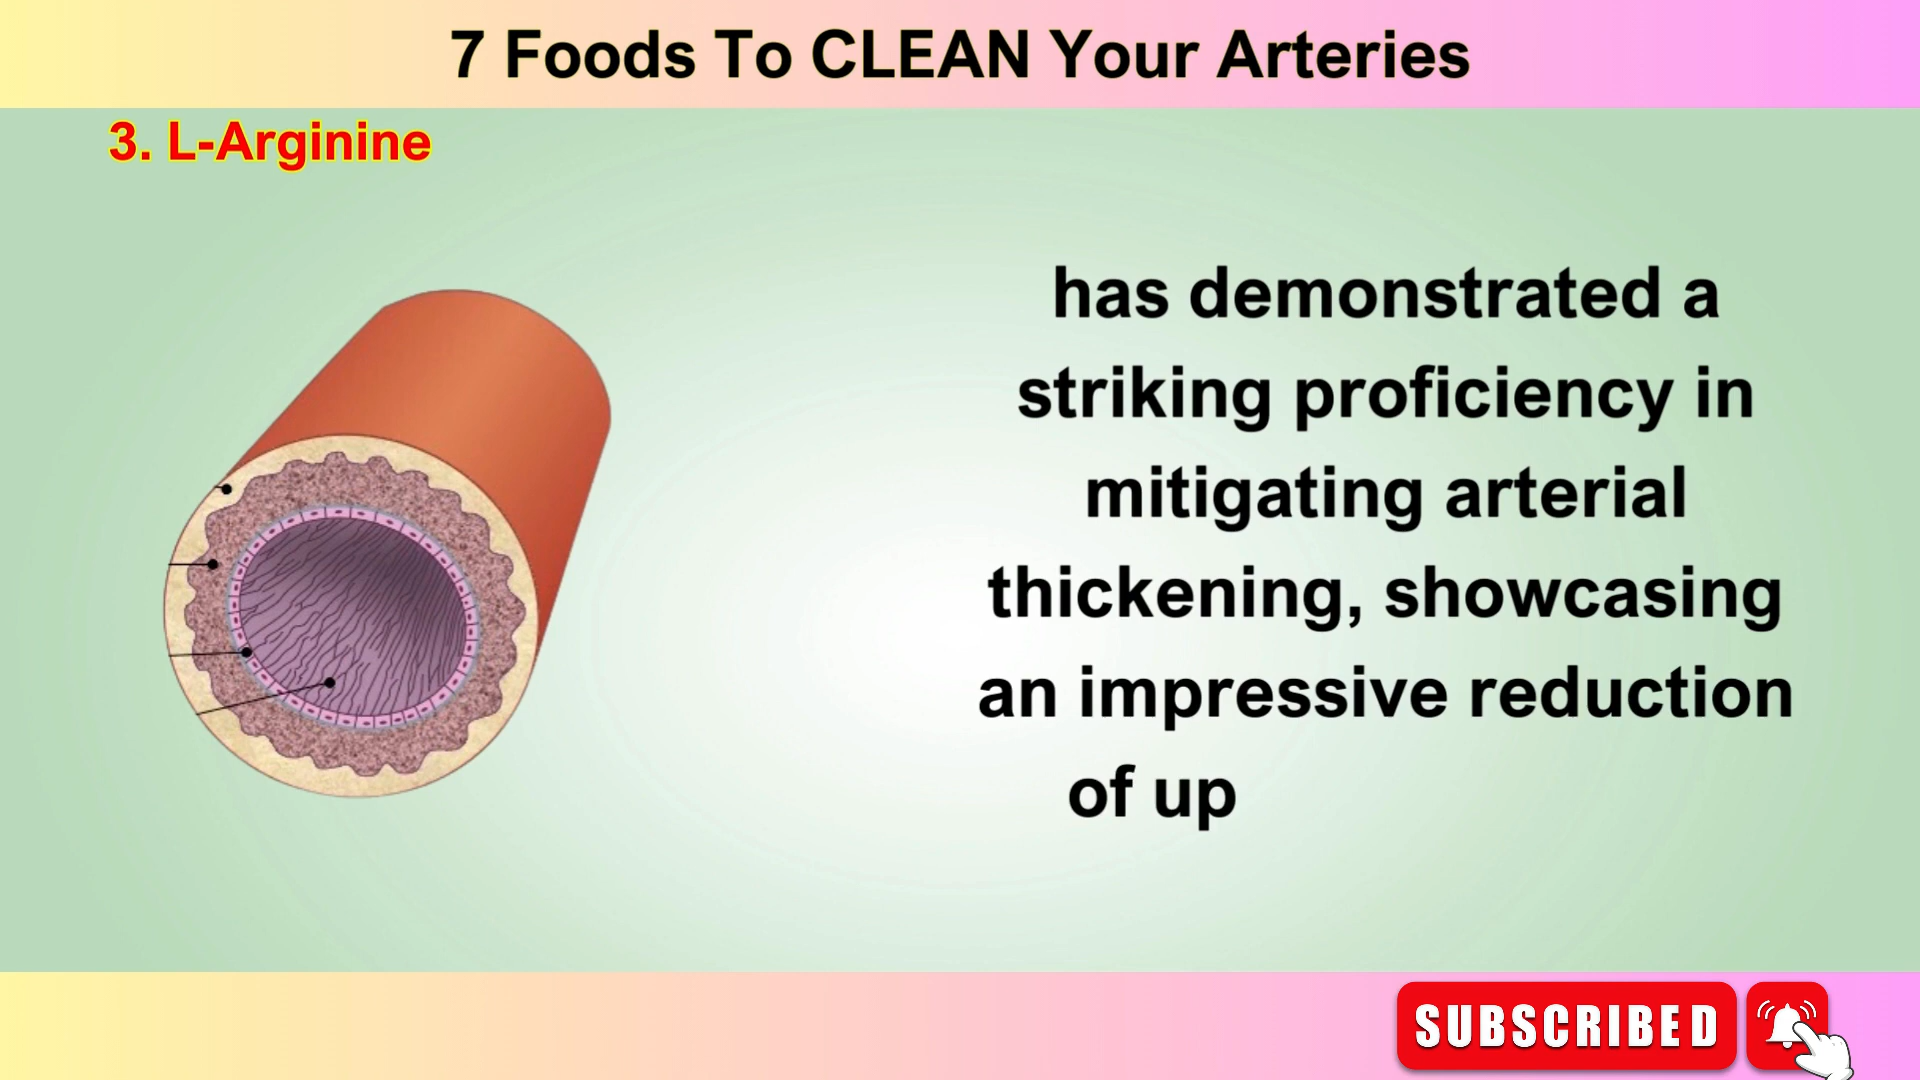 7 Foods To CLEAN Your Arteries
3. L-Arginine
has demonstrated a
striking proficiency in
mitigating arterial
thickening, showcasing
an impressive reduction
of up
SUBSCRIBED